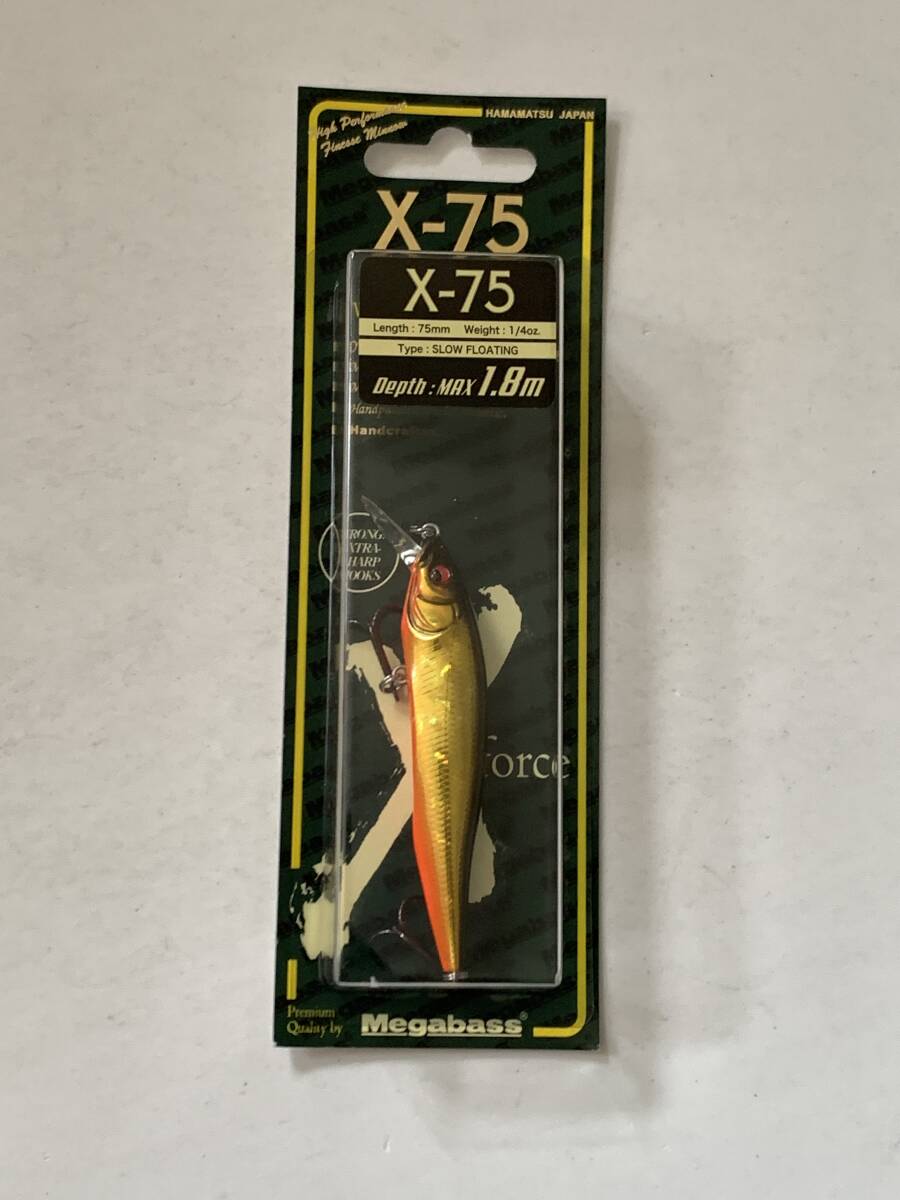 High Performance
Finesse Minnow
HAMAMATSU JAPAN
X-75
X-75
Length : 75mm Weight : 1/4oz.
Type : SLOW FLOATING
Depth : MAX 1.8m
Handcrafted
STRONG,
EXTRA-
SHARP
HOOKS
force
Premium
Quality by
Megabass®